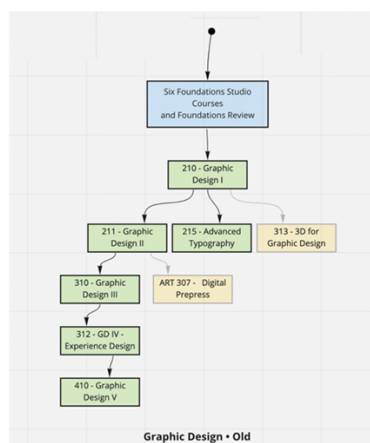 Six Foundations Studio
Courses
and Foundations Review
210 - Graphic
Design I
211 - Graphic
Design II
215 - Advanced
Typography
313 - 3D for
Graphic Design
310 - Graphic
Design III
ART 307 - Digital
Prepress
312 - GD IV -
Experience Design
410 - Graphic
Design V
Graphic Design • Old